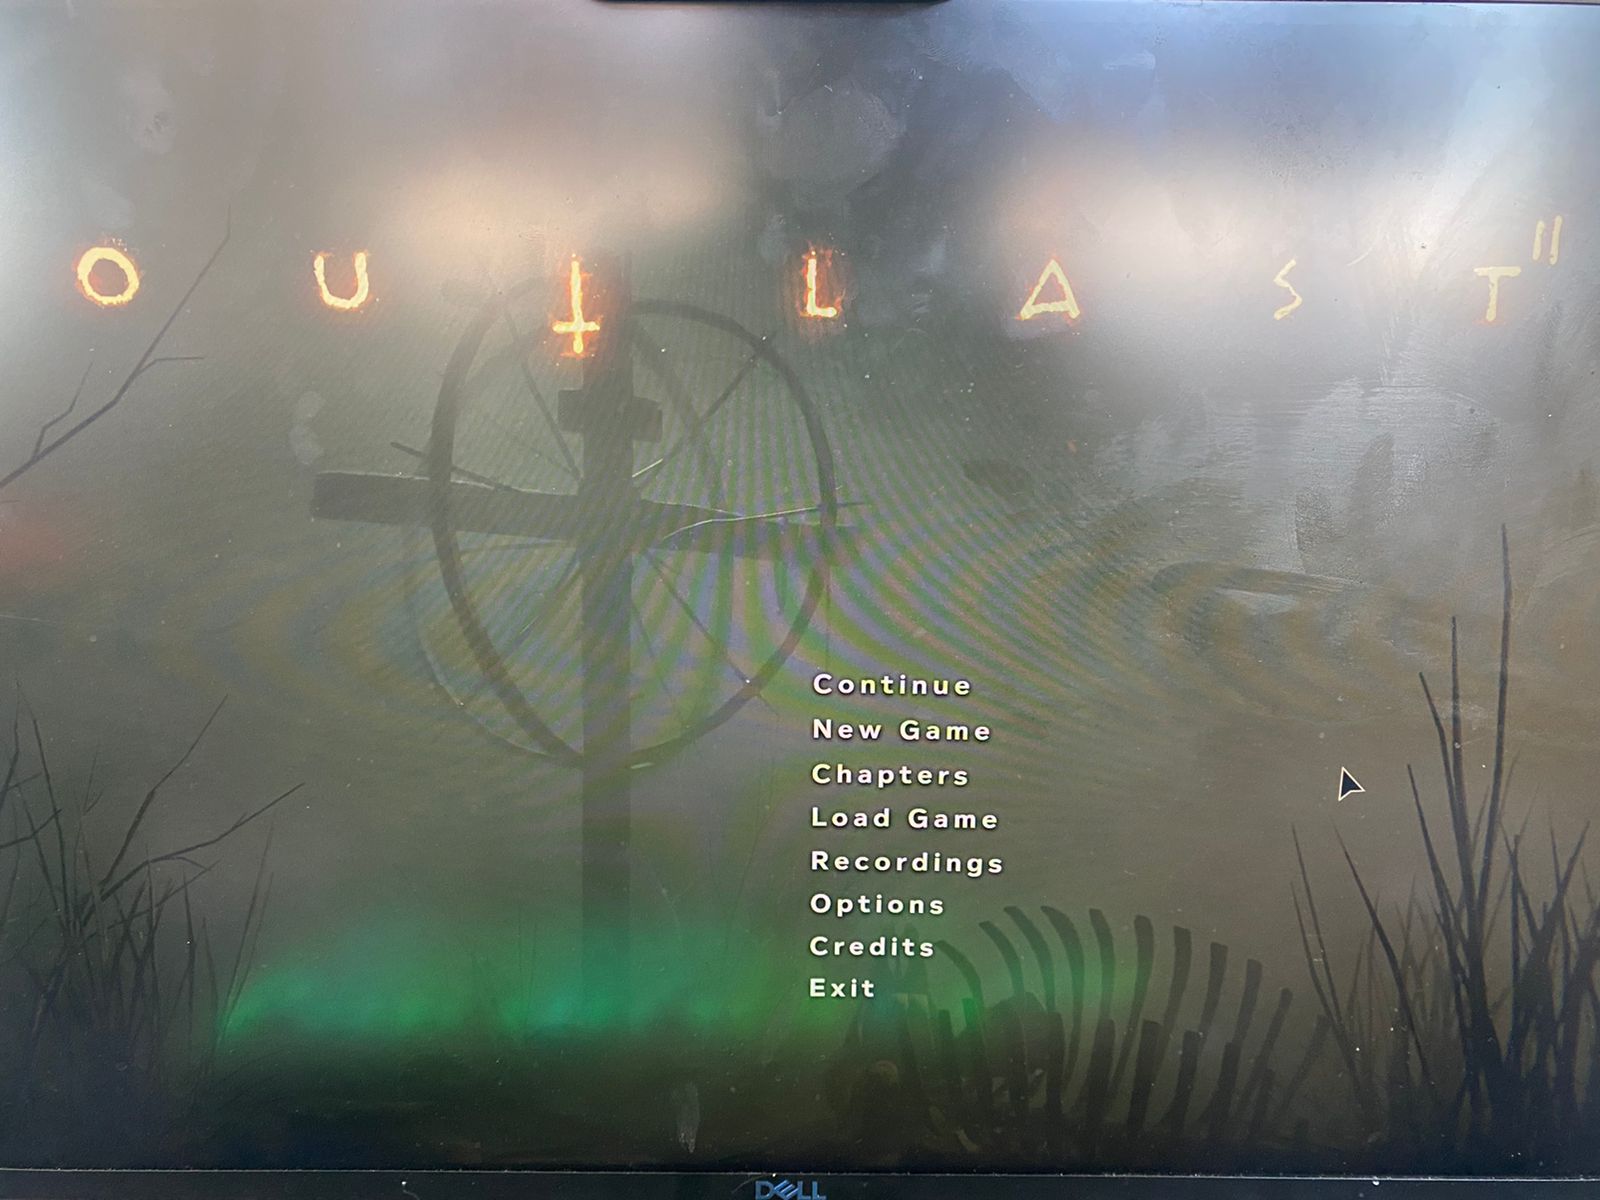 OUTLAST II
Continue
New Game
Chapters
Load Game
Recordings
Options
Credits
Exit
DELL